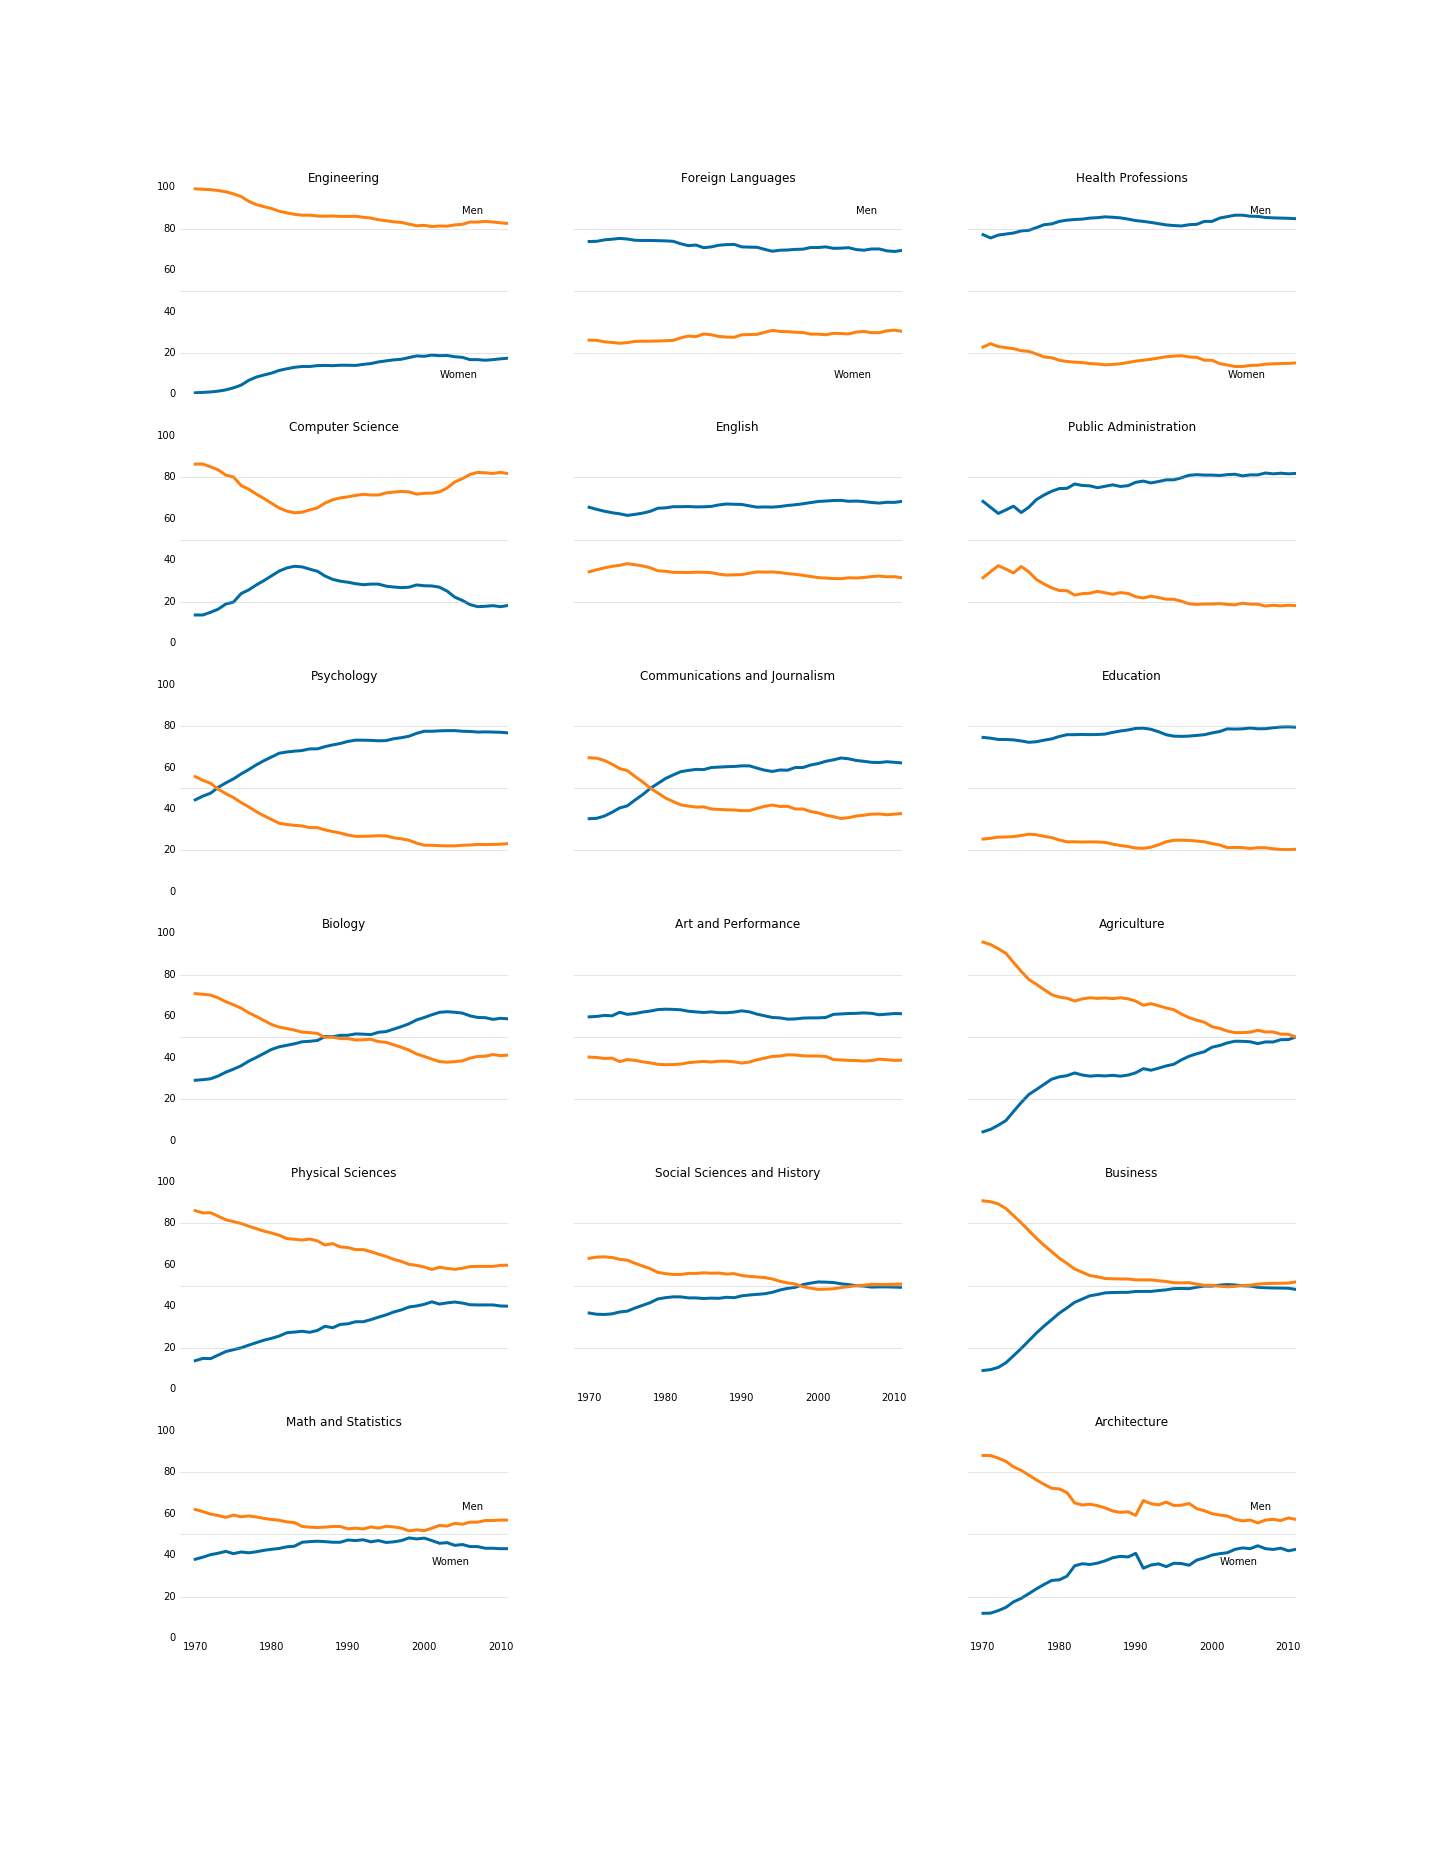 Engineering
Foreign Languages
Health Professions
100
80
60
40
20
0
Men
Women
Men
Women
Men
Women
Computer Science
English
Public Administration
100
80
60
40
20
0
Psychology
Communications and Journalism
Education
100
80
60
40
20
0
Biology
Art and Performance
Agriculture
100
80
60
40
20
0
Physical Sciences
Social Sciences and History
Business
100
80
60
40
20
0
1970 1980 1990 2000 2010
Math and Statistics
Architecture
100
80
60
40
20
0
Men
Women
Men
Women
1970 1980 1990 2000 2010
1970 1980 1990 2000 2010